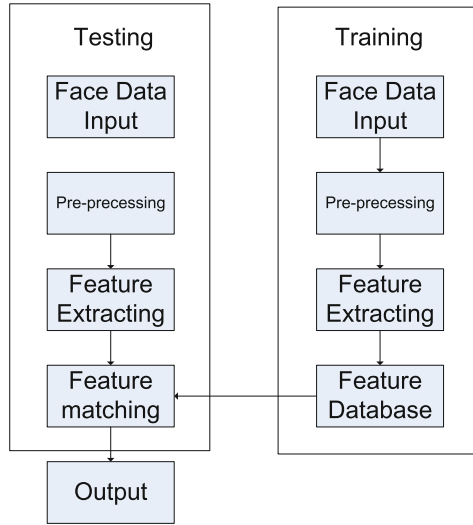 Testing
Face Data
Input
Pre-precessing
Feature
Extracting
Feature
matching
Output
Training
Face Data
Input
Pre-precessing
Feature
Extracting
Feature
Database